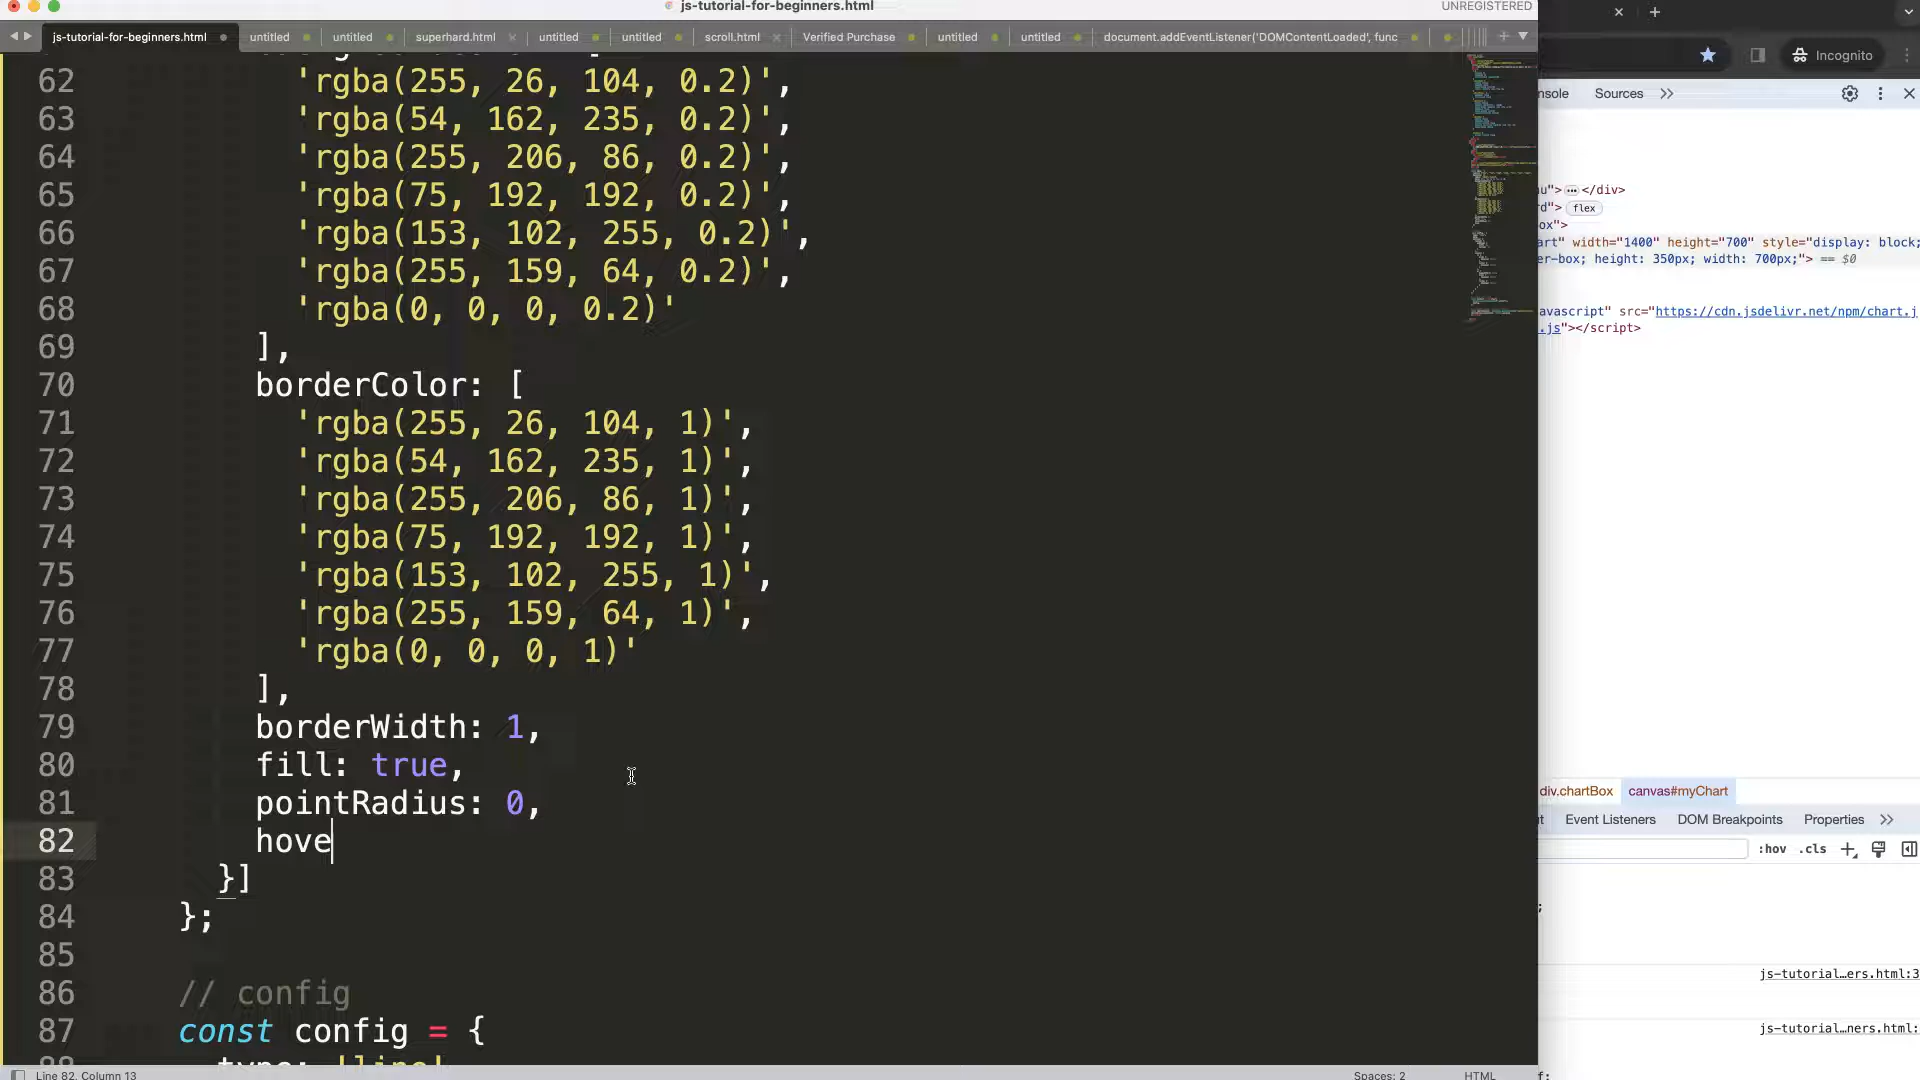 js-tutorial-for-beginners.html
UNREGISTERED
js-tutorial-for-beginners.html untitled untitled superhard.html untitled untitled scroll.html Verified Purchase untitled untitled document.addEventListener('DOMContentLoaded', func
Incognito
62 'rgba(255, 26, 104, 0.2)',
63 'rgba(54, 162, 235, 0.2)',
64 'rgba(255, 206, 86, 0.2)',
65 'rgba(75, 192, 192, 0.2)',
66 'rgba(153, 102, 255, 0.2)',
67 'rgba(255, 159, 64, 0.2)',
68 'rgba(0, 0, 0, 0.2)'
69 ],
70 borderColor: [
71 'rgba(255, 26, 104, 1)',
72 'rgba(54, 162, 235, 1)',
73 'rgba(255, 206, 86, 1)',
74 'rgba(75, 192, 192, 1)',
75 'rgba(153, 102, 255, 1)',
76 'rgba(255, 159, 64, 1)',
77 'rgba(0, 0, 0, 1)'
78 ],
79 borderWidth: 1,
80 fill: true,
81 pointRadius: 0,
82 hove
83 }]
84 };
85
86 // config
87 const config = {
88 type: 'line'
Line 82, Column 13
Spaces: 2
HTML
nsole Sources >>
u"> ··· </div>
rd"> flex
ox">
art" width="1400" height="700" style="display: block;
er-box; height: 350px; width: 700px;"> == $0
avascript" src="https://cdn.jsdelivr.net/npm/chart.j
.js"></script>
div.chartBox canvas#myChart
Event Listeners DOM Breakpoints Properties >>
:hov .cls +
;
js-tutorial…ers.html:3
js-tutorial…ners.html:
f: